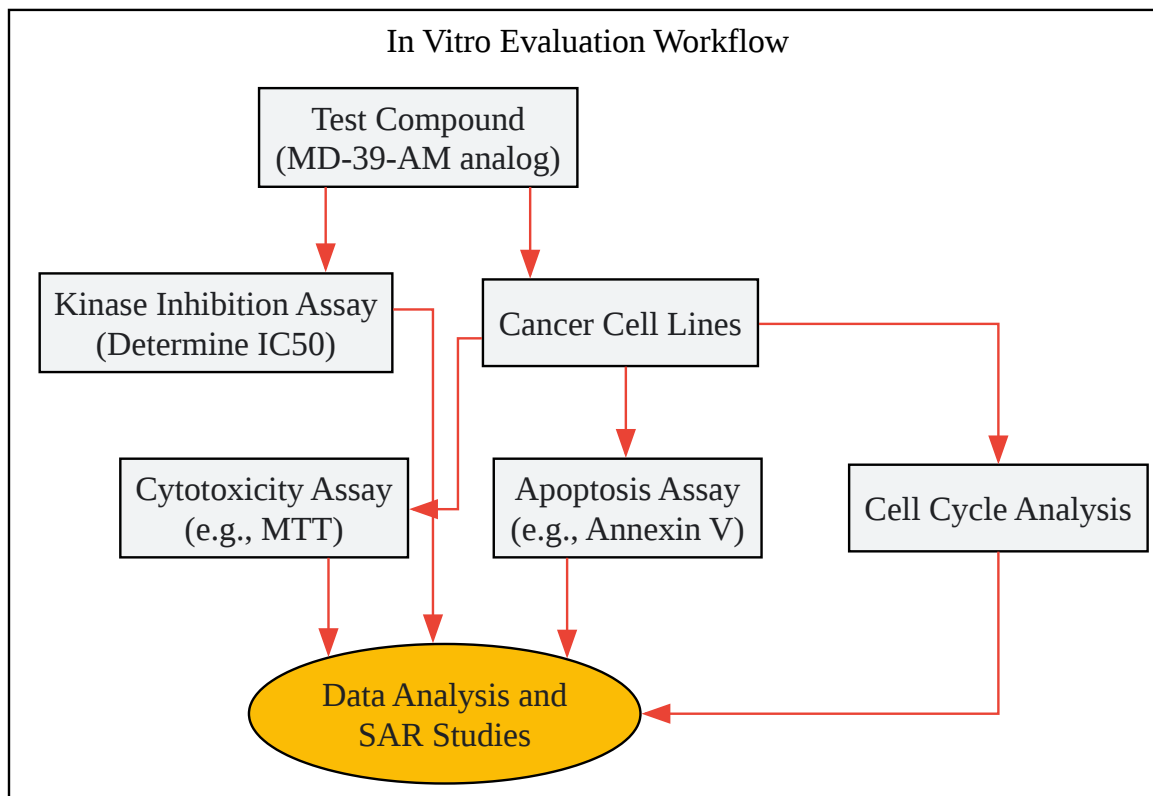 In Vitro Evaluation Workflow
Test Compound
(MD-39-AM analog)
Kinase Inhibition Assay
(Determine IC50)
Cancer Cell Lines
Cytotoxicity Assay
(e.g., MTT)
Apoptosis Assay
(e.g., Annexin V)
Cell Cycle Analysis
Data Analysis and
SAR Studies